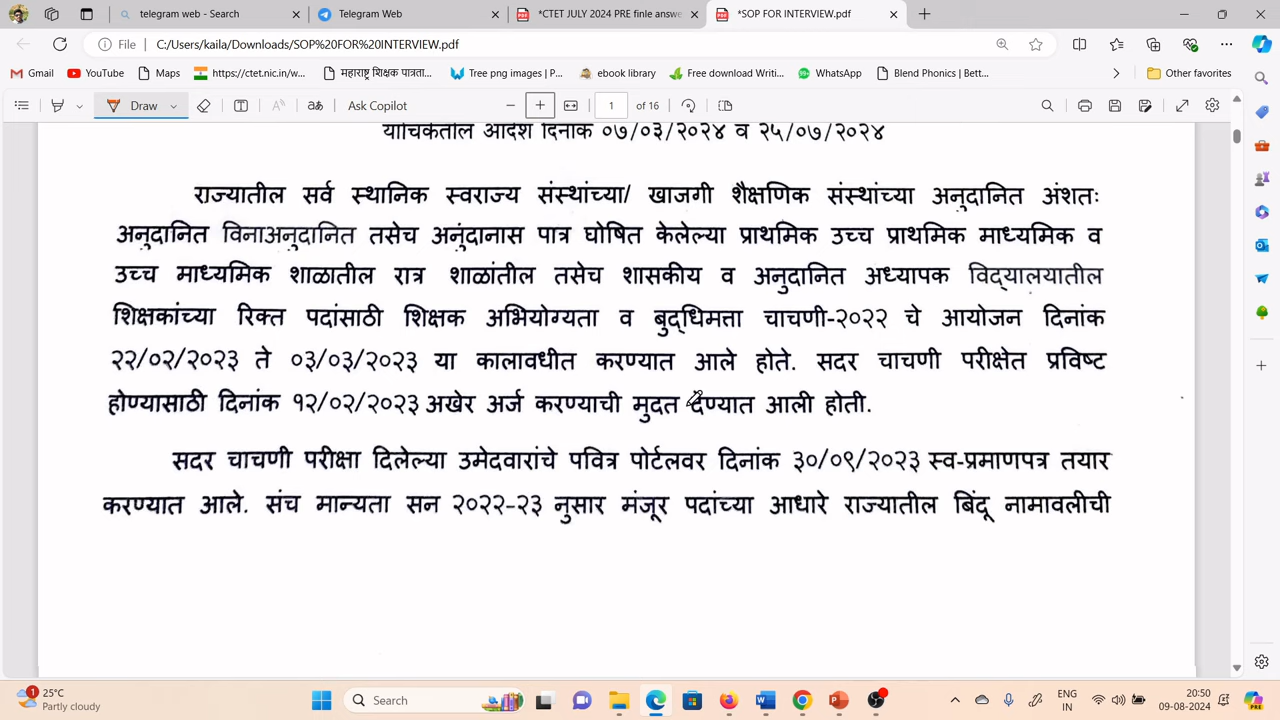 telegram web - Search
Telegram Web
*CTET JULY 2024 PRE finle answe
*SOP FOR INTERVIEW.pdf
File
C:/Users/kaila/Downloads/SOP%20FOR%20INTERVIEW.pdf
Gmail
YouTube
Maps
https://ctet.nic.in/w...
महाराष्ट्र शिक्षक पात्रता...
Tree png images | P...
ebook library
Free download Writi...
99+
WhatsApp
Blend Phonics | Bett...
Other favorites
Draw
Ask Copilot
1
of 16
याचिकेतील आदेश दिनांक ०७/०३/२०२४ व २५/०७/२०२४
राज्यातील सर्व स्थानिक स्वराज्य संस्थांच्या/ खाजगी शैक्षणिक संस्थांच्या अनुदानित अंशतः
अनुदानित विनाअनुदानित तसेच अनुंदानास पात्र घोषित केलेल्या प्राथमिक उच्च प्राथमिक माध्यमिक व
उच्च माध्यमिक शाळातील रात्र शाळांतील तसेच शासकीय व अनुदानित अध्यापक विद्यालयातील
शिक्षकांच्या रिक्त पदांसाठी शिक्षक अभियोग्यता व बुद्धिमत्ता चाचणी-२०२२ चे आयोजन दिनांक
२२/०२/२०२३ ते ०३/०३/२०२३ या कालावधीत करण्यात आले होते. सदर चाचणी परीक्षेत प्रविष्ट
होण्यासाठी दिनांक १२/०२/२०२३ अखेर अर्ज करण्याची मुदत देण्यात आली होती.
सदर चाचणी परीक्षा दिलेल्या उमेदवारांचे पवित्र पोर्टलवर दिनांक ३०/०९/२०२३ स्व-प्रमाणपत्र तयार
करण्यात आले. संच मान्यता सन २०२२-२३ नुसार मंजूर पदांच्या आधारे राज्यातील बिंदू नामावलीची
1
25°C
Partly cloudy
Search
ENG
IN
20:50
09-08-2024